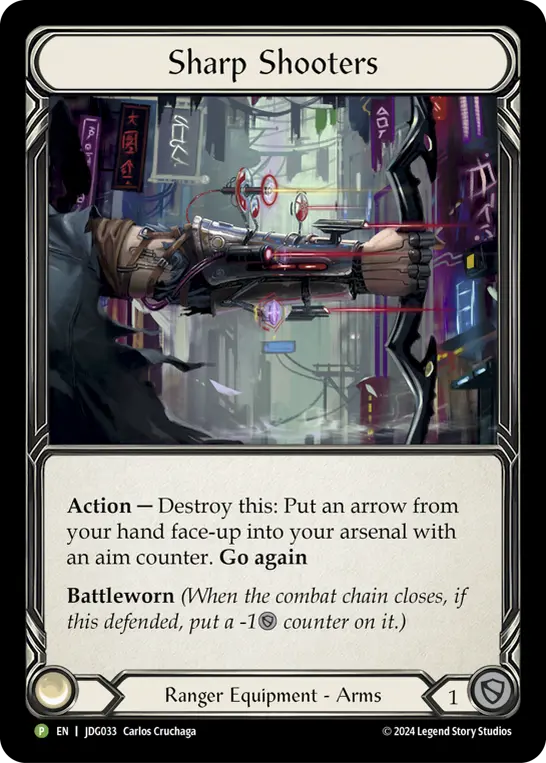 Sharp Shooters
Action — Destroy this: Put an arrow from
your hand face-up into your arsenal with
an aim counter. Go again
Battleworn (When the combat chain closes, if
this defended, put a -1 counter on it.)
Ranger Equipment - Arms
1
P EN | JDG033 Carlos Cruchaga
© 2024 Legend Story Studios